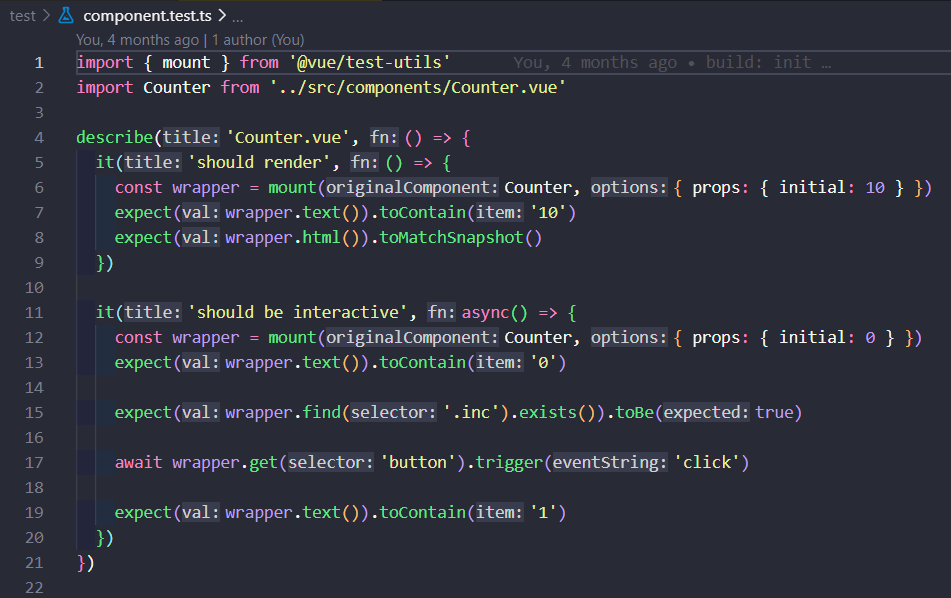 test > component.test.ts > ...
You, 4 months ago | 1 author (You)
1 import { mount } from '@vue/test-utils' You, 4 months ago • build: init …
2 import Counter from '../src/components/Counter.vue'
3
4 describe(title: 'Counter.vue', fn: () => {
5 it(title: 'should render', fn: () => {
6 const wrapper = mount(originalComponent: Counter, options: { props: { initial: 10 } })
7 expect(val: wrapper.text()).toContain(item: '10')
8 expect(val: wrapper.html()).toMatchSnapshot()
9 })
10
11 it(title: 'should be interactive', fn: async() => {
12 const wrapper = mount(originalComponent: Counter, options: { props: { initial: 0 } })
13 expect(val: wrapper.text()).toContain(item: '0')
14
15 expect(val: wrapper.find(selector: '.inc').exists()).toBe(expected: true)
16
17 await wrapper.get(selector: 'button').trigger(eventString: 'click')
18
19 expect(val: wrapper.text()).toContain(item: '1')
20 })
21 })
22